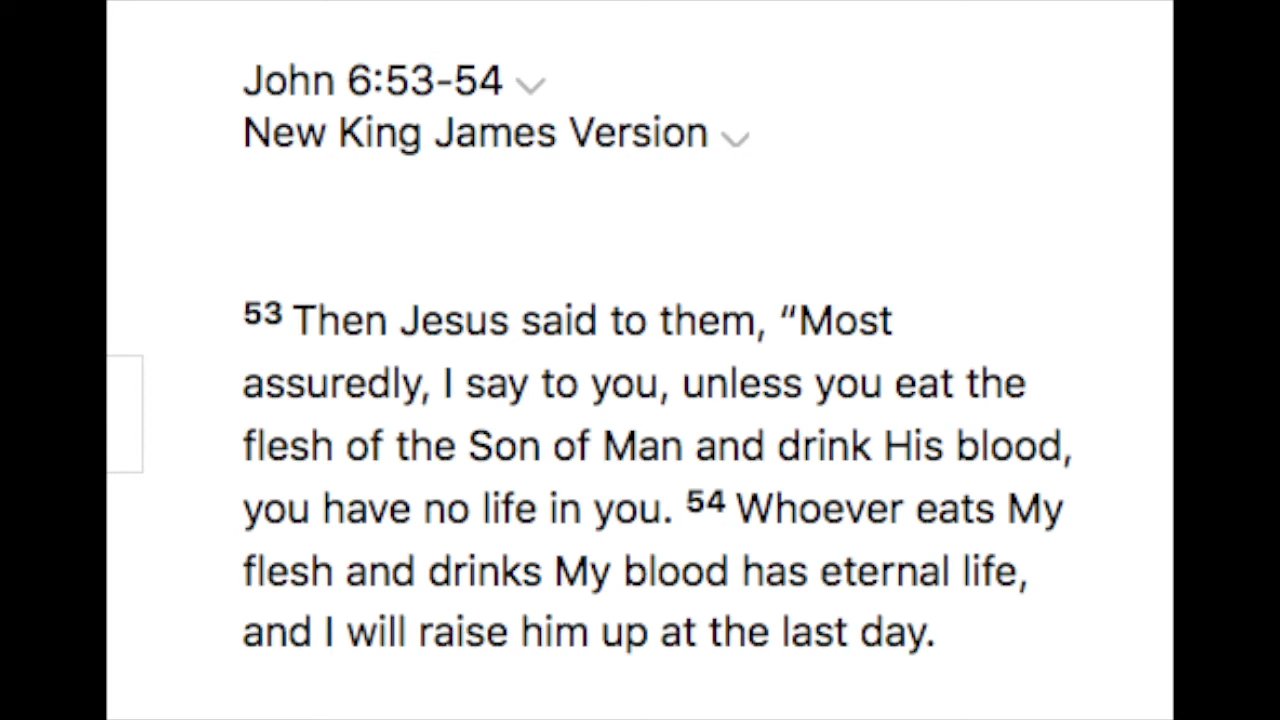 John 6:53-54
New King James Version
53 Then Jesus said to them, “Most
assuredly, I say to you, unless you eat the
flesh of the Son of Man and drink His blood,
you have no life in you. 54 Whoever eats My
flesh and drinks My blood has eternal life,
and I will raise him up at the last day.